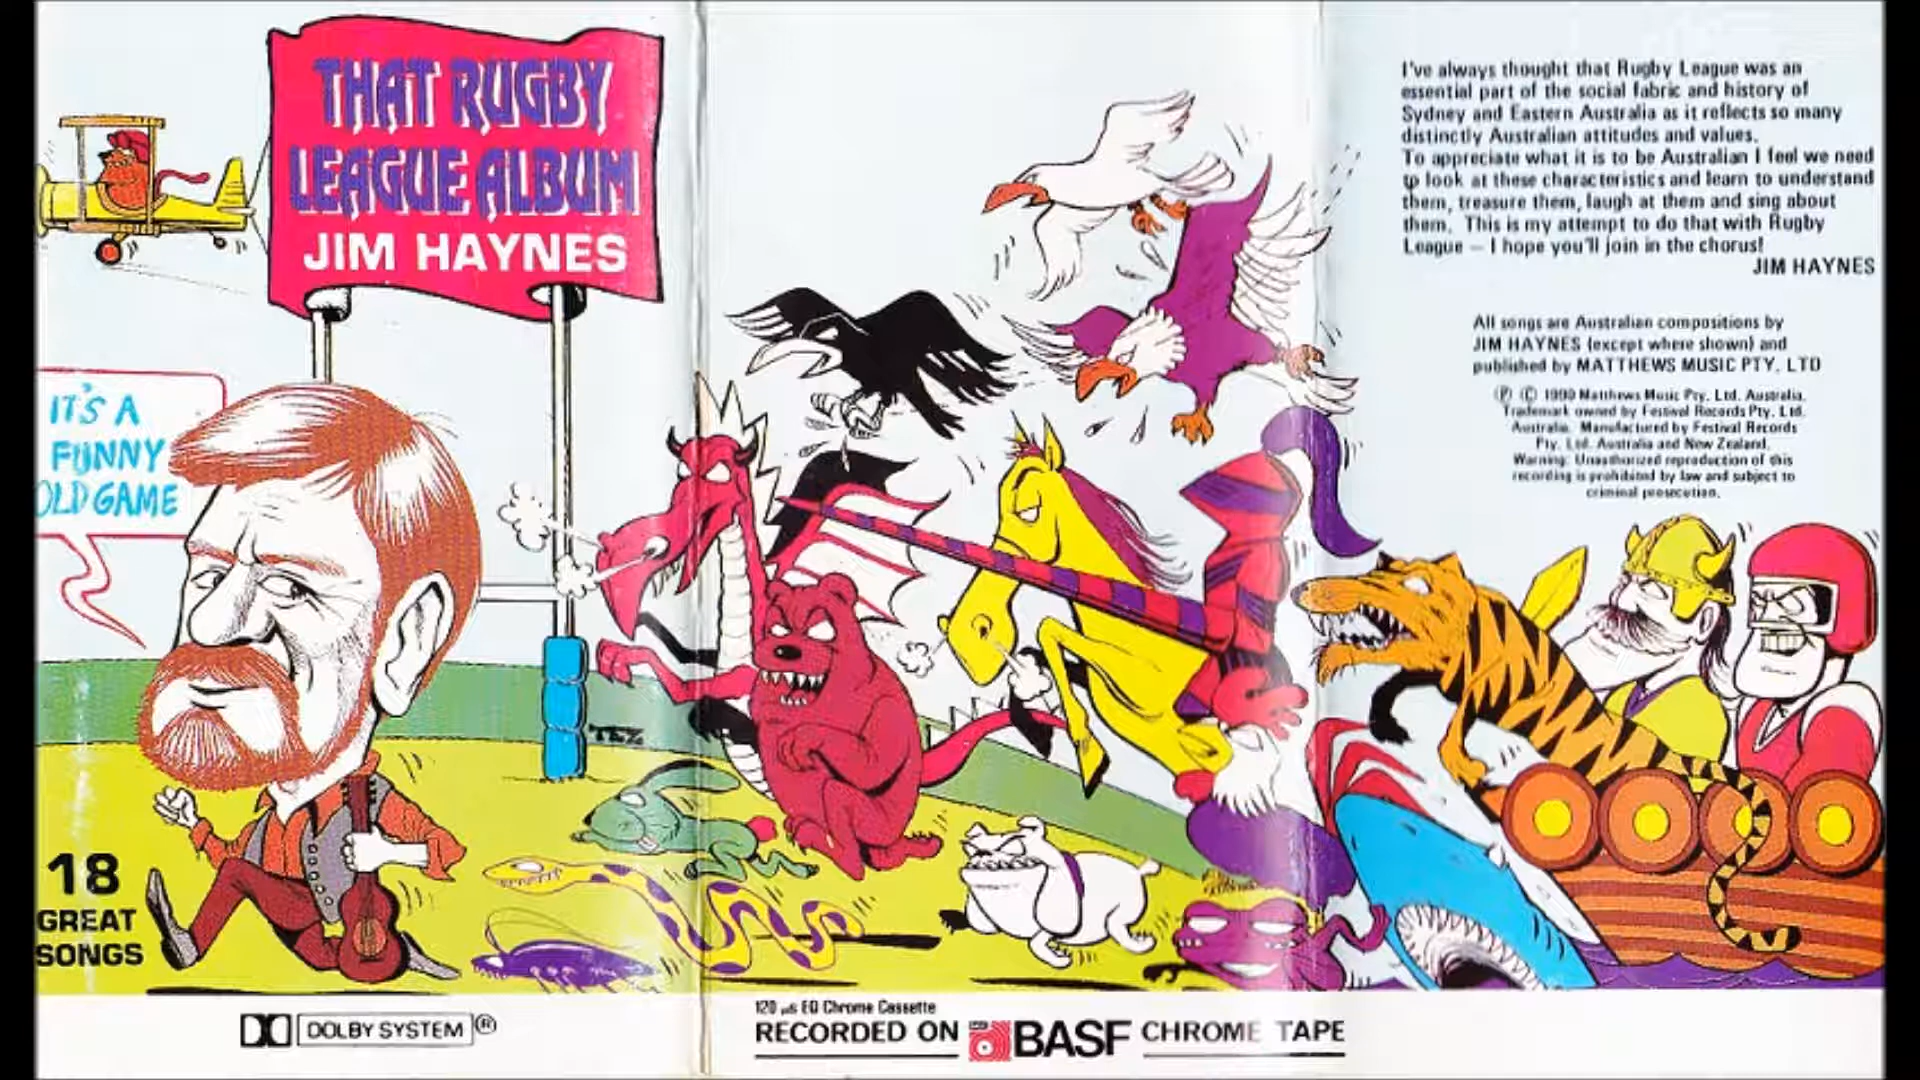 THAT RUGBY
LEAGUE ALBUM
JIM HAYNES
IT'S A
FUNNY
OLD GAME
18
GREAT
SONGS
DOLBY SYSTEM ®
120 µs EQ Chrome Cassette
RECORDED ON BASF CHROME TAPE
I've always thought that Rugby League was an
essential part of the social fabric and history of
Sydney and Eastern Australia as it reflects so many
distinctly Australian attitudes and values.
To appreciate what it is to be Australian I feel we need
to look at these characteristics and learn to understand
them, treasure them, laugh at them and sing about
them. This is my attempt to do that with Rugby
League — I hope you'll join in the chorus!
JIM HAYNES
All songs are Australian compositions by
JIM HAYNES (except where shown) and
published by MATTHEWS MUSIC PTY. LTD
Ⓟ © 1990 Matthews Music Pty. Ltd. Australia.
Trademark owned by Festival Records Pty. Ltd.
Australia. Manufactured by Festival Records
Pty. Ltd. Australia and New Zealand.
Warning: Unauthorized reproduction of this
recording is prohibited by law and subject to
criminal prosecution.